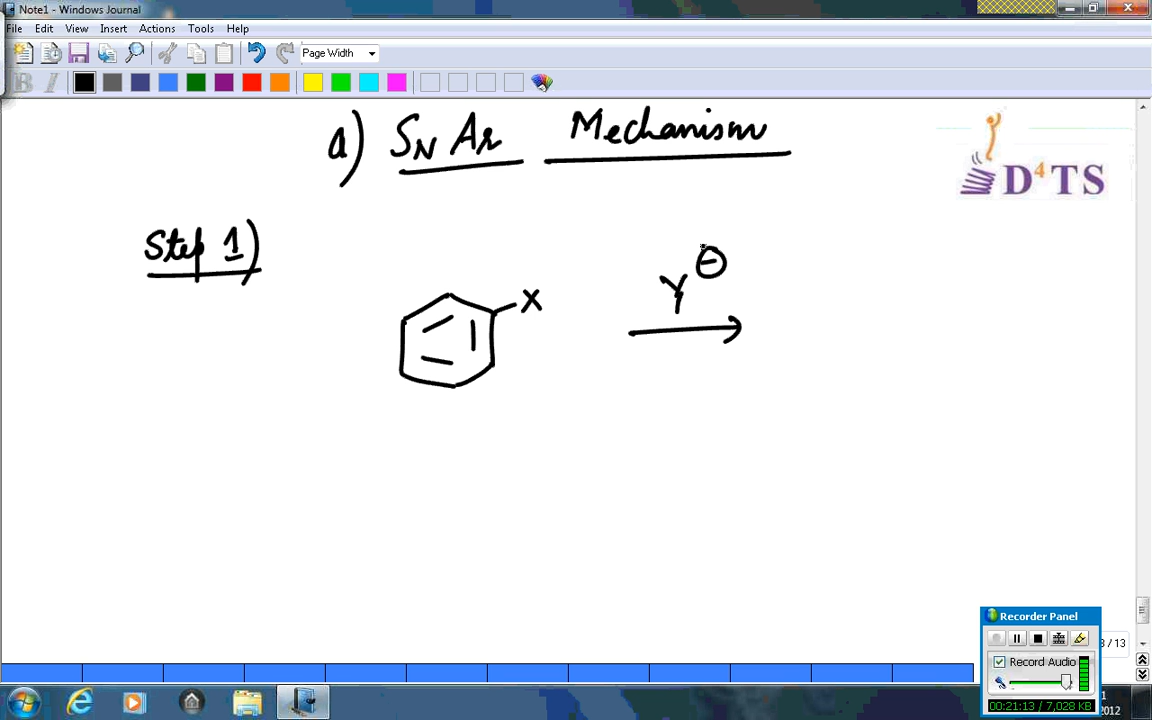 Note1 - Windows Journal
File Edit View Insert Actions Tools Help
Page Width
B I
a) SN Ar Mechanism
D4TS
Step 1)
X
Y⊖
Recorder Panel
/ 13
Record Audio
00:21:13 / 7,028 KB
2012